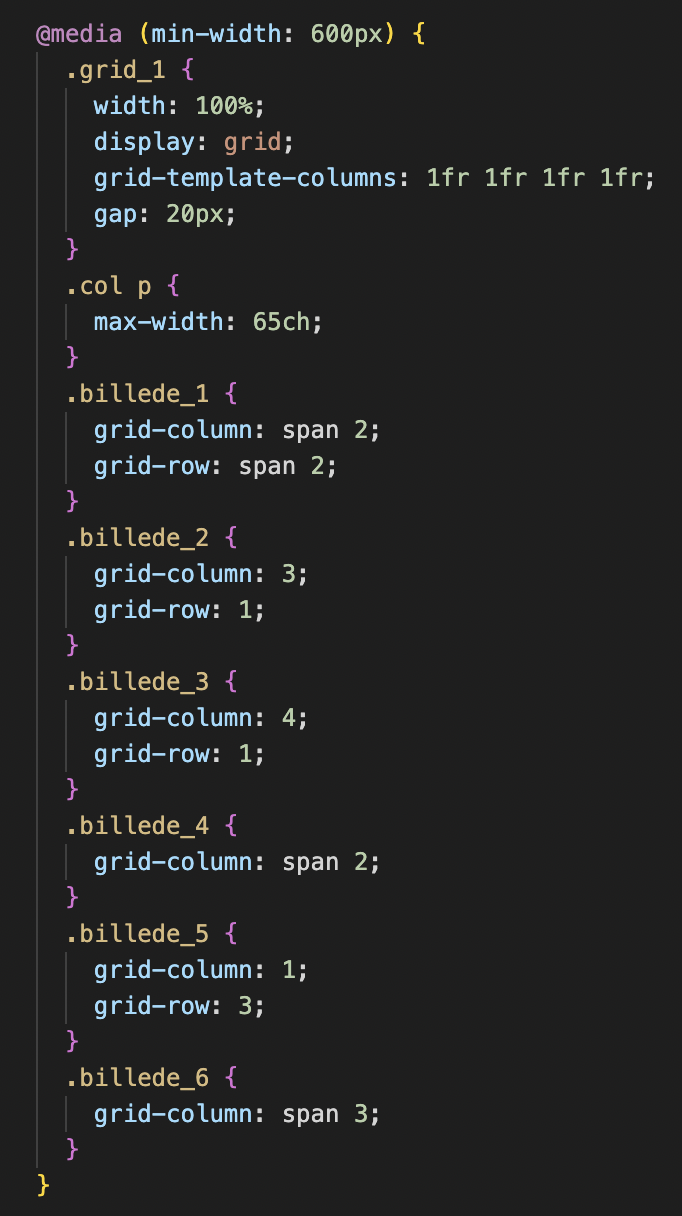 @media (min-width: 600px) {
  .grid_1 {
    width: 100%;
    display: grid;
    grid-template-columns: 1fr 1fr 1fr 1fr;
    gap: 20px;
  }
  .col p {
    max-width: 65ch;
  }
  .billede_1 {
    grid-column: span 2;
    grid-row: span 2;
  }
  .billede_2 {
    grid-column: 3;
    grid-row: 1;
  }
  .billede_3 {
    grid-column: 4;
    grid-row: 1;
  }
  .billede_4 {
    grid-column: span 2;
  }
  .billede_5 {
    grid-column: 1;
    grid-row: 3;
  }
  .billede_6 {
    grid-column: span 3;
  }
}